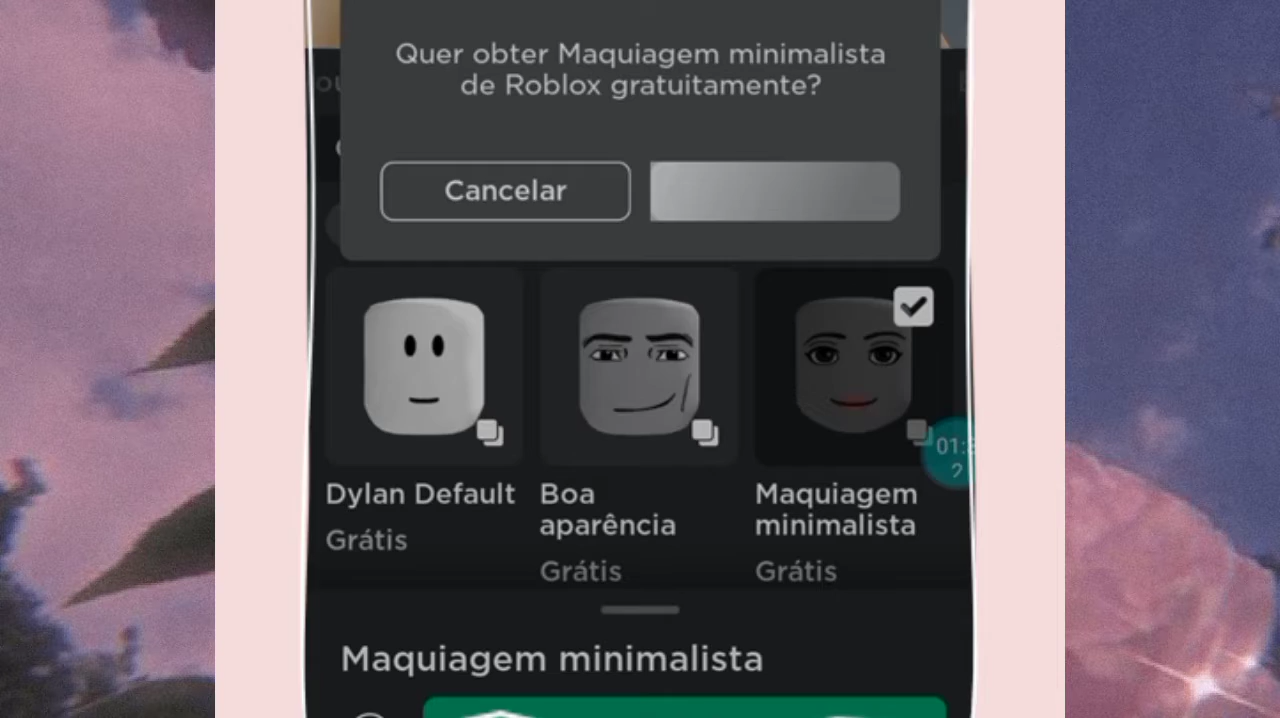 Quer obter Maquiagem minimalista
de Roblox gratuitamente?
Cancelar
Dylan Default
Grátis
Boa
aparência
Grátis
Maquiagem
minimalista
Grátis
Maquiagem minimalista